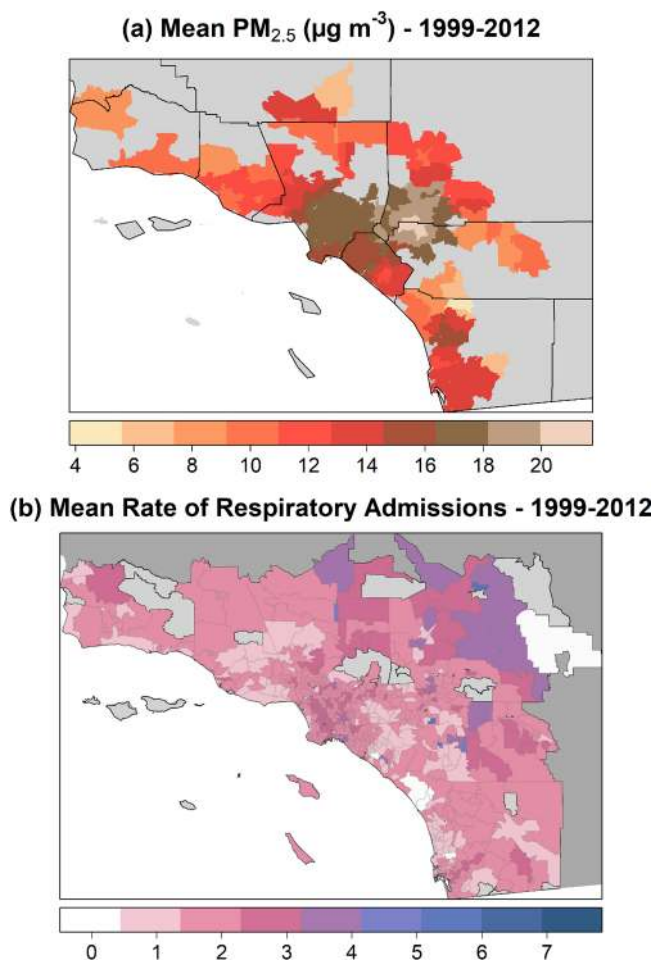 (a) Mean PM2.5 (µg m-3) - 1999-2012
4 6 8 10 12 14 16 18 20
(b) Mean Rate of Respiratory Admissions - 1999-2012
0 1 2 3 4 5 6 7